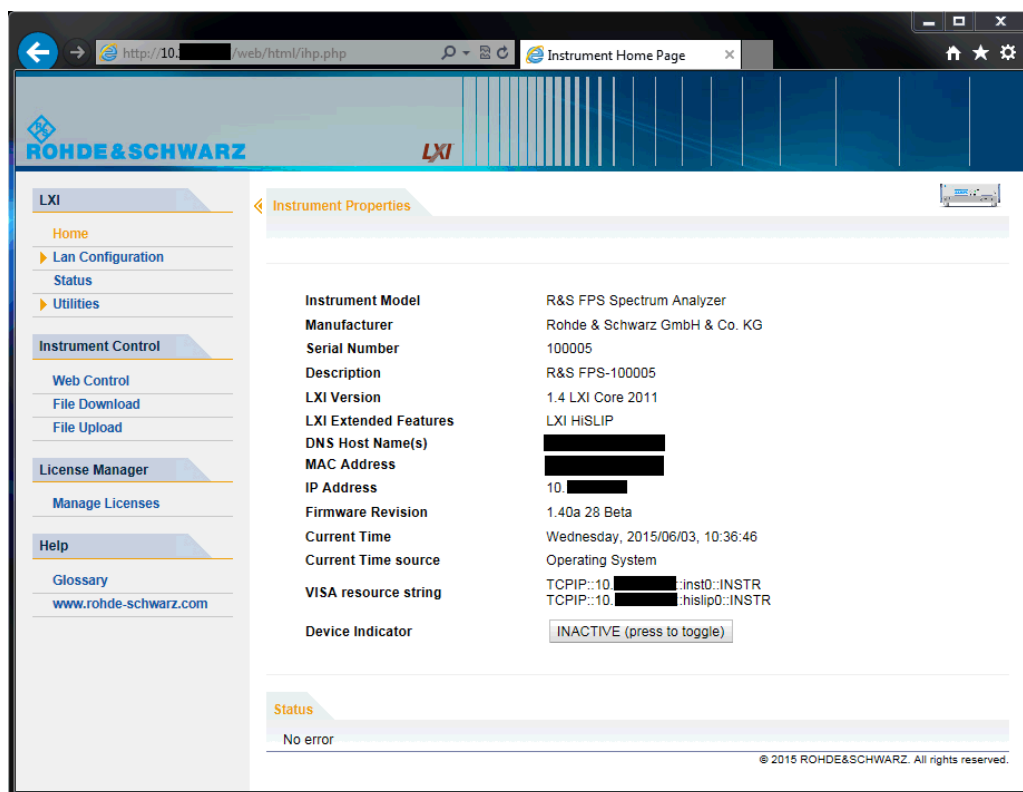 http://10. /web/html/ihp.php
Instrument Home Page
ROHDE&SCHWARZ
LXI
LXI
Home
Lan Configuration
Status
Utilities
Instrument Control
Web Control
File Download
File Upload
License Manager
Manage Licenses
Help
Glossary
www.rohde-schwarz.com
Instrument Properties
Instrument Model R&S FPS Spectrum Analyzer
Manufacturer Rohde & Schwarz GmbH & Co. KG
Serial Number 100005
Description R&S FPS-100005
LXI Version 1.4 LXI Core 2011
LXI Extended Features LXI HiSLIP
DNS Host Name(s)
MAC Address
IP Address 10.
Firmware Revision 1.40a 28 Beta
Current Time Wednesday, 2015/06/03, 10:36:46
Current Time source Operating System
VISA resource string
TCPIP::10. ::inst0::INSTR
TCPIP::10. :hislip0::INSTR
Device Indicator INACTIVE (press to toggle)
Status
No error
© 2015 ROHDE&SCHWARZ. All rights reserved.